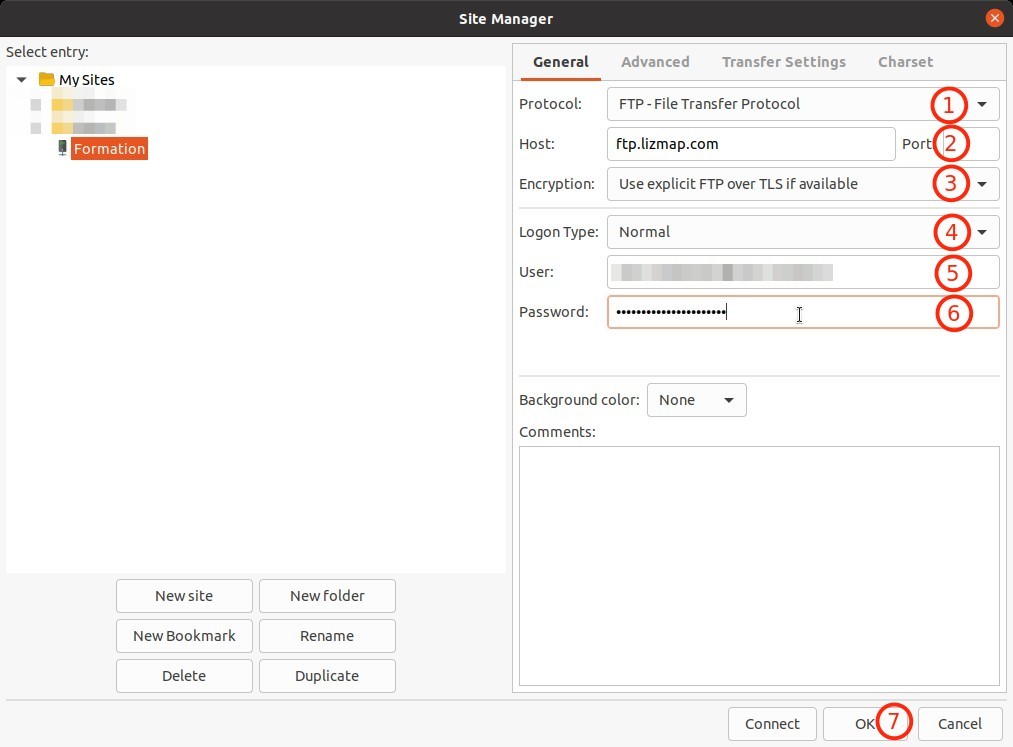 Site Manager
Select entry:
My Sites
Formation
General Advanced Transfer Settings Charset
Protocol: FTP - File Transfer Protocol 1
Host: ftp.lizmap.com Port 2
Encryption: Use explicit FTP over TLS if available 3
Logon Type: Normal 4
User: 5
Password: •••••••••••••••••••••• 6
Background color: None
Comments:
New site New folder
New Bookmark Rename
Delete Duplicate
Connect OK 7 Cancel